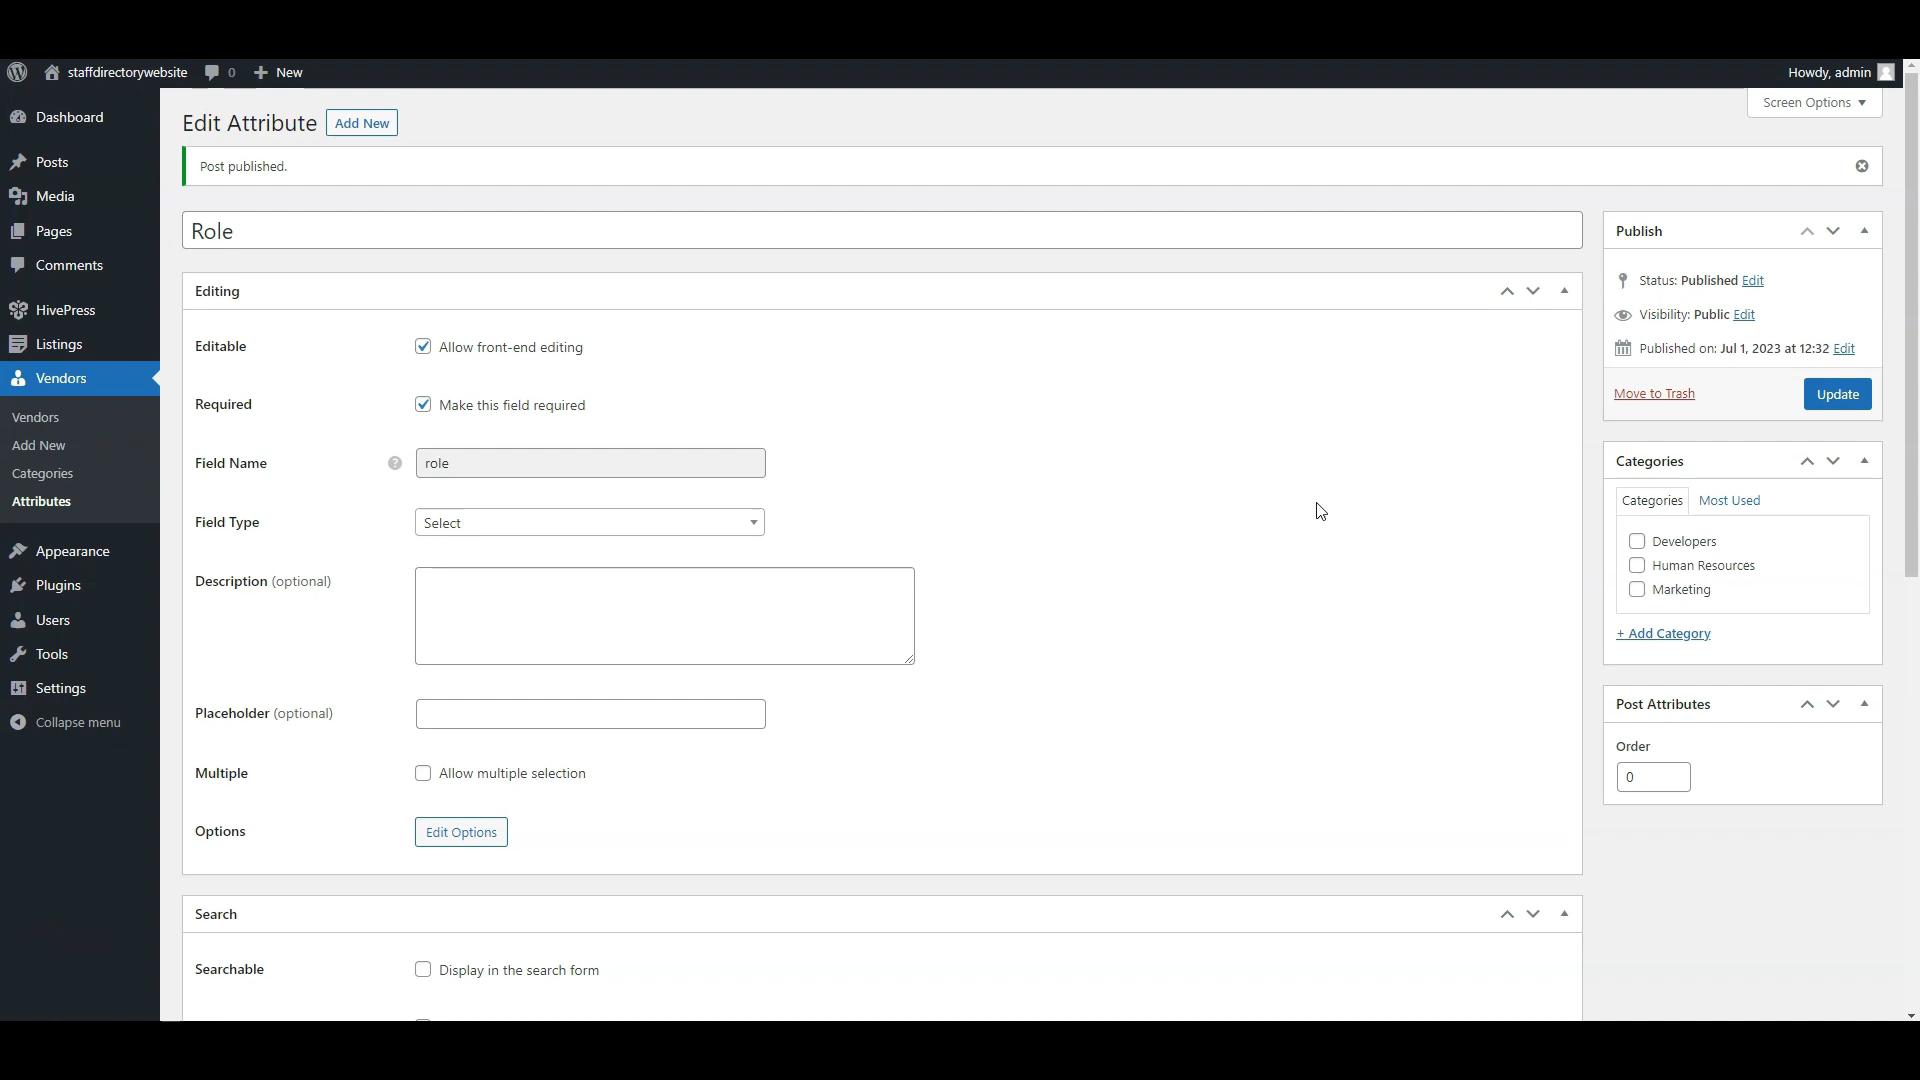 staffdirectorywebsite 0 New Howdy, admin
Screen Options
Dashboard
Posts
Media
Pages
Comments
HivePress
Listings
Vendors
Vendors
Add New
Categories
Attributes
Appearance
Plugins
Users
Tools
Settings
Collapse menu
Edit Attribute Add New
Post published.
Role
Editing
Editable Allow front-end editing
Required Make this field required
Field Name ? role
Field Type Select
Description (optional)
Placeholder (optional)
Multiple Allow multiple selection
Options Edit Options
Search
Searchable Display in the search form
Publish
Status: Published Edit
Visibility: Public Edit
Published on: Jul 1, 2023 at 12:32 Edit
Move to Trash Update
Categories
Categories Most Used
Developers
Human Resources
Marketing
+ Add Category
Post Attributes
Order
0